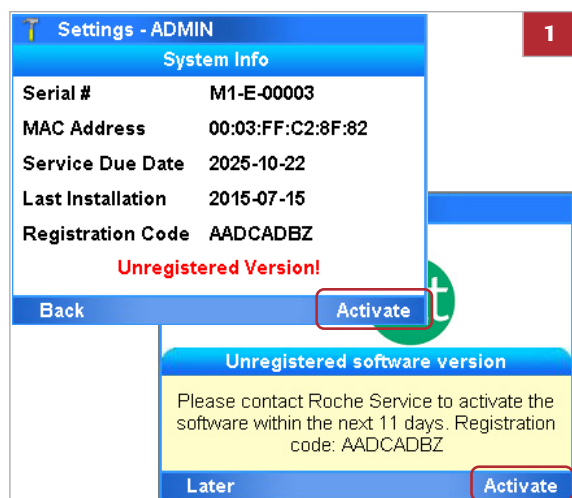 Settings - ADMIN
1
System Info
Serial # M1-E-00003
MAC Address 00:03:FF:C2:8F:82
Service Due Date 2025-10-22
Last Installation 2015-07-15
Registration Code AADCADBZ
Unregistered Version!
Back Activate
t
Unregistered software version
Please contact Roche Service to activate the
software within the next 11 days. Registration
code: AADCADBZ
Later Activate